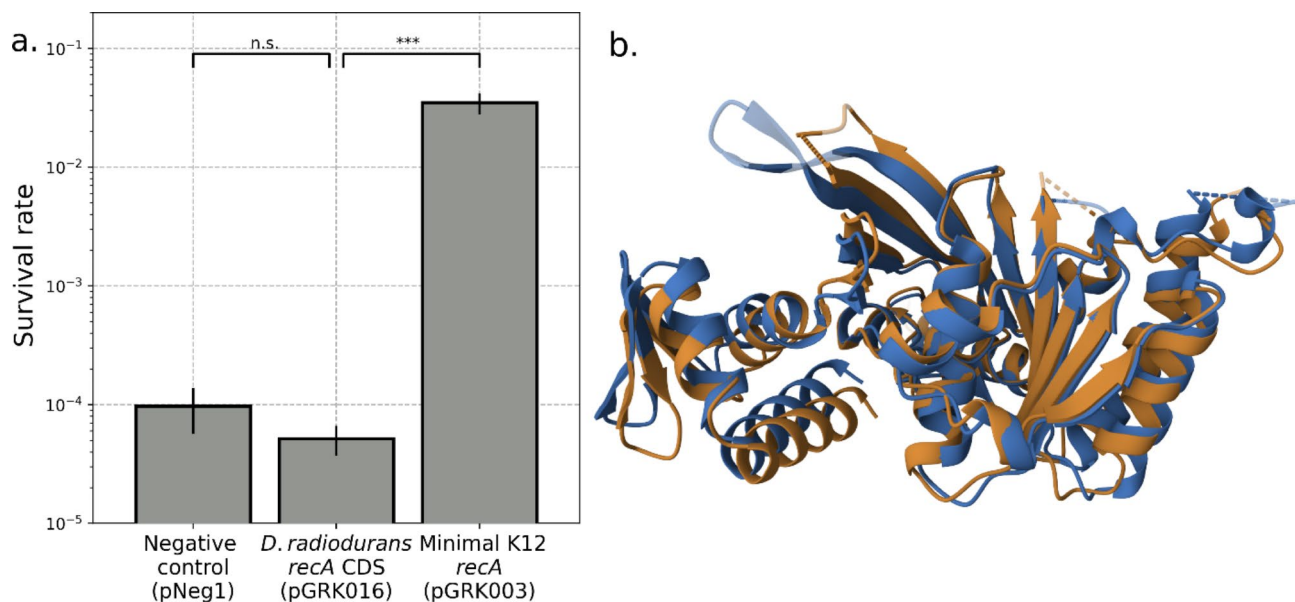 a.
n.s.
***
10⁻¹
10⁻²
10⁻³
10⁻⁴
10⁻⁵
Survival rate
Negative
control
(pNeg1)
D. radiodurans
recA CDS
(pGRK016)
Minimal K12
recA
(pGRK003)
b.